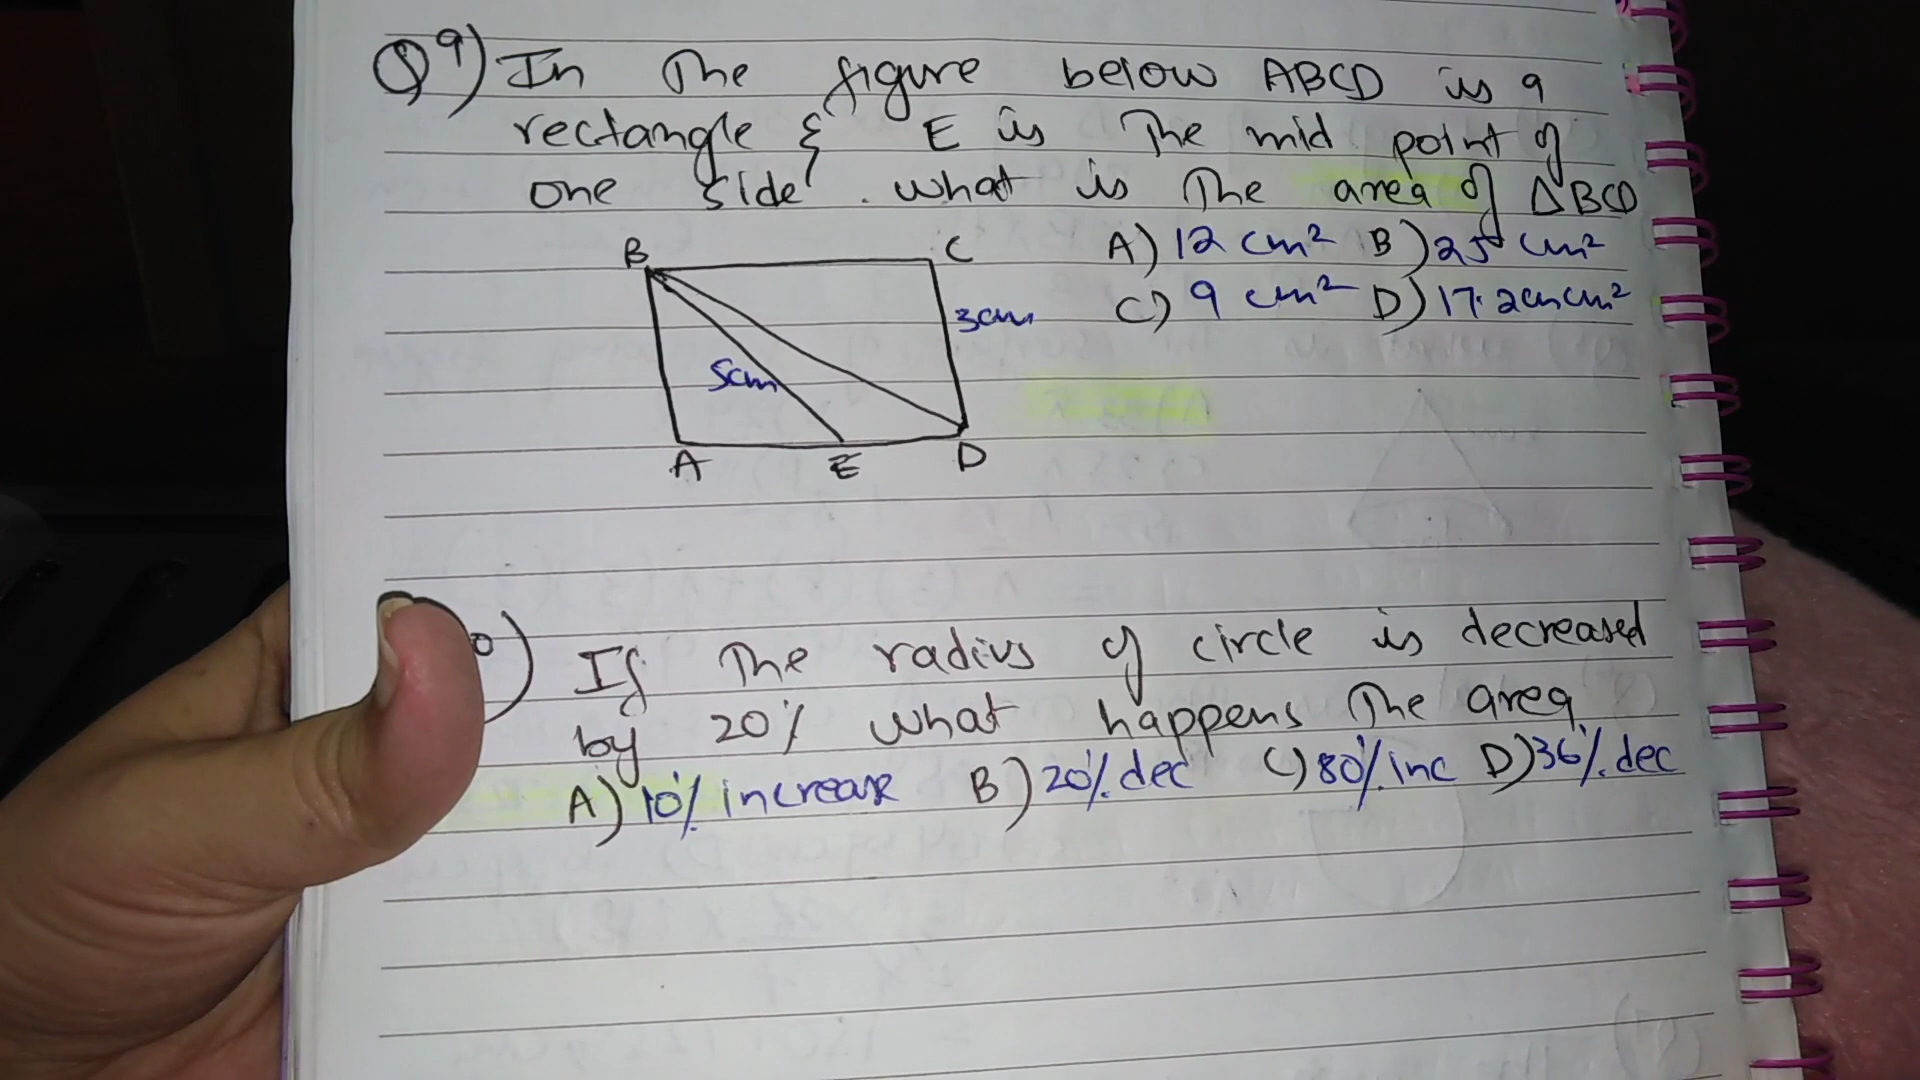 Q9) In The figure below ABCD is a
rectangle & E is The mid point of
one side. what is The area of ΔBCD
A) 12 cm² B) 25 cm²
C) 9 cm² D) 17.2cm cm²
B C
3cm
5cm
A E D
0) If The radius of circle is decreased
by 20% what happens The area
A) 10% increase B) 20%.dec C) 80%.inc D) 36%.dec